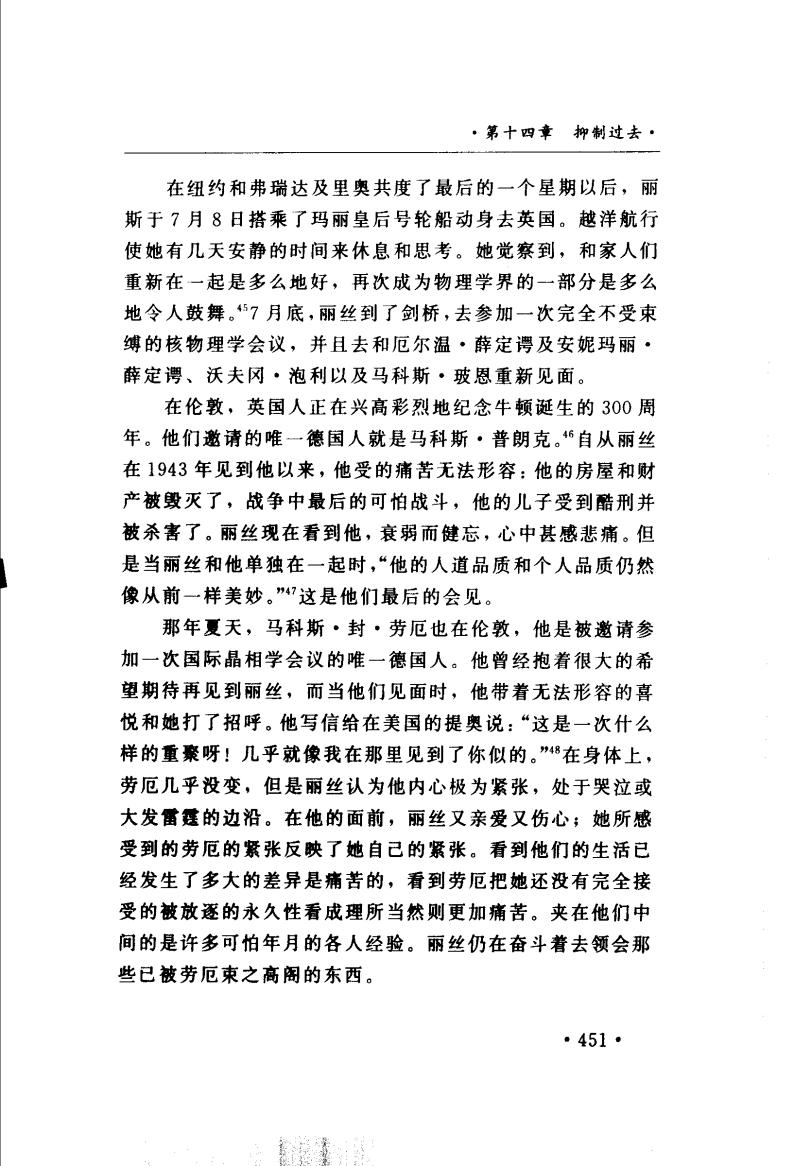 ·第十四章 抑制过去·
在纽约和弗瑞达及里奥共度了最后的一个星期以后，丽
斯于7月8日搭乘了玛丽皇后号轮船动身去英国。越洋航行
使她有几天安静的时间来休息和思考。她觉察到，和家人们
重新在一起是多么地好，再次成为物理学界的一部分是多么
地令人鼓舞。45 7月底，丽丝到了剑桥，去参加一次完全不受束
缚的核物理学会议，并且去和厄尔温·薛定谔及安妮玛丽·
薛定谔、沃夫冈·泡利以及马科斯·玻恩重新见面。
在伦敦，英国人正在兴高彩烈地纪念牛顿诞生的300周
年。他们邀请的唯一德国人就是马科斯·普朗克。46自从丽丝
在1943年见到他以来，他受的痛苦无法形容：他的房屋和财
产被毁灭了，战争中最后的可怕战斗，他的儿子受到酷刑并
被杀害了。丽丝现在看到他，衰弱而健忘，心中甚感悲痛。但
是当丽丝和他单独在一起时，“他的人道品质和个人品质仍然
像从前一样美妙。”47这是他们最后的会见。
那年夏天，马科斯·封·劳厄也在伦敦，他是被邀请参
加一次国际晶相学会议的唯一德国人。他曾经抱着很大的希
望期待再见到丽丝，而当他们见面时，他带着无法形容的喜
悦和她打了招呼。他写信给在美国的提奥说：“这是一次什么
样的重聚呀！几乎就像我在那里见到了你似的。”48在身体上，
劳厄几乎没变，但是丽丝认为他内心极为紧张，处于哭泣或
大发雷霆的边沿。在他的面前，丽丝又亲爱又伤心；她所感
受到的劳厄的紧张反映了她自己的紧张。看到他们的生活已
经发生了多大的差异是痛苦的，看到劳厄把她还没有完全接
受的被放逐的永久性看成理所当然则更加痛苦。夹在他们中
间的是许多可怕年月的各人经验。丽丝仍在奋斗着去领会那
些已被劳厄束之高阁的东西。
·451·